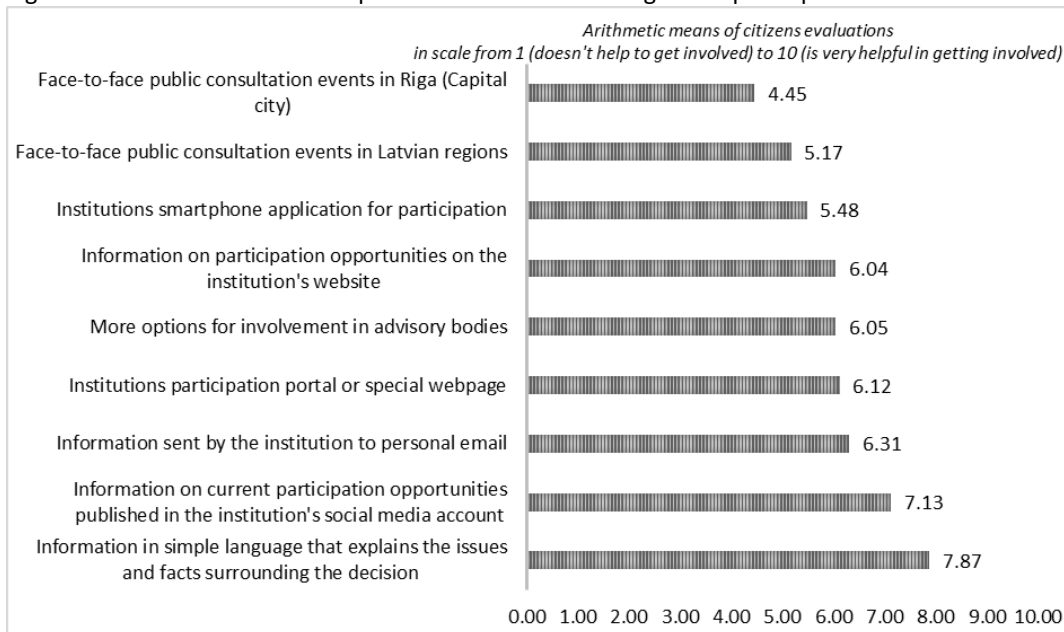 Arithmetic means of citizens evaluations
in scale from 1 (doesn't help to get involved) to 10 (is very helpful in getting involved)
Face-to-face public consultation events in Riga (Capital
city)
4.45
Face-to-face public consultation events in Latvian regions
5.17
Institutions smartphone application for participation
5.48
Information on participation opportunities on the
institution's website
6.04
More options for involvement in advisory bodies
6.05
Institutions participation portal or special webpage
6.12
Information sent by the institution to personal email
6.31
Information on current participation opportunities
published in the institution's social media account
7.13
Information in simple language that explains the issues
and facts surrounding the decision
7.87
0.00 1.00 2.00 3.00 4.00 5.00 6.00 7.00 8.00 9.00 10.00